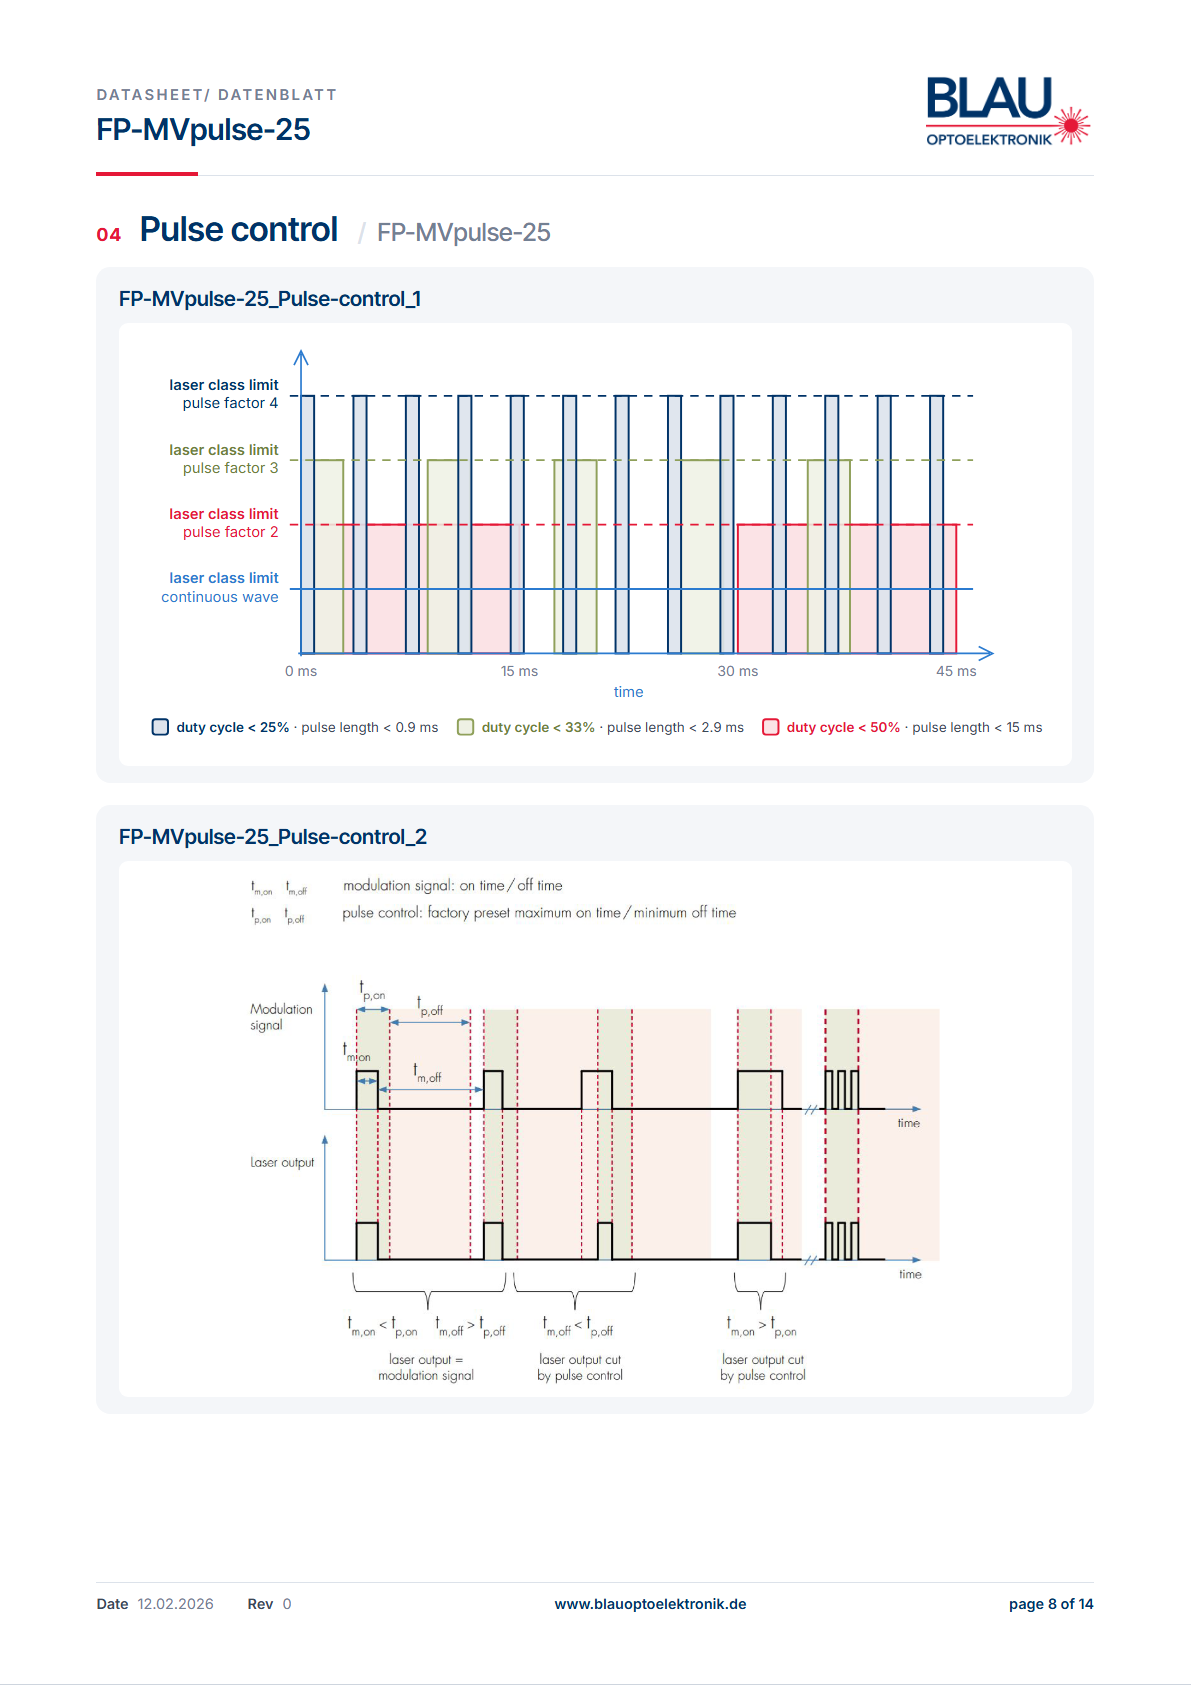 DATASHEET/ DATENBLATT
FP-MVpulse-25
BLAU
OPTOELEKTRONIK
04 Pulse control / FP-MVpulse-25
FP-MVpulse-25_Pulse-control_1
laser class limit
pulse factor 4
laser class limit
pulse factor 3
laser class limit
pulse factor 2
laser class limit
continuous wave
0 ms 15 ms 30 ms 45 ms
time
duty cycle < 25% · pulse length < 0.9 ms duty cycle < 33% · pulse length < 2.9 ms duty cycle < 50% · pulse length < 15 ms
FP-MVpulse-25_Pulse-control_2
tm,on tm,off modulation signal: on time / off time
tp,on tp,off pulse control: factory preset maximum on time / minimum off time
tp,on
tp,off
Modulation
signal
tm,on
tm,off
time
Laser output
time
tm,on < tp,on tm,off > tp,off tm,off < tp,off tm,on > tp,on
laser output = laser output cut laser output cut
modulation signal by pulse control by pulse control
Date 12.02.2026 Rev 0 www.blauoptoelektronik.de page 8 of 14